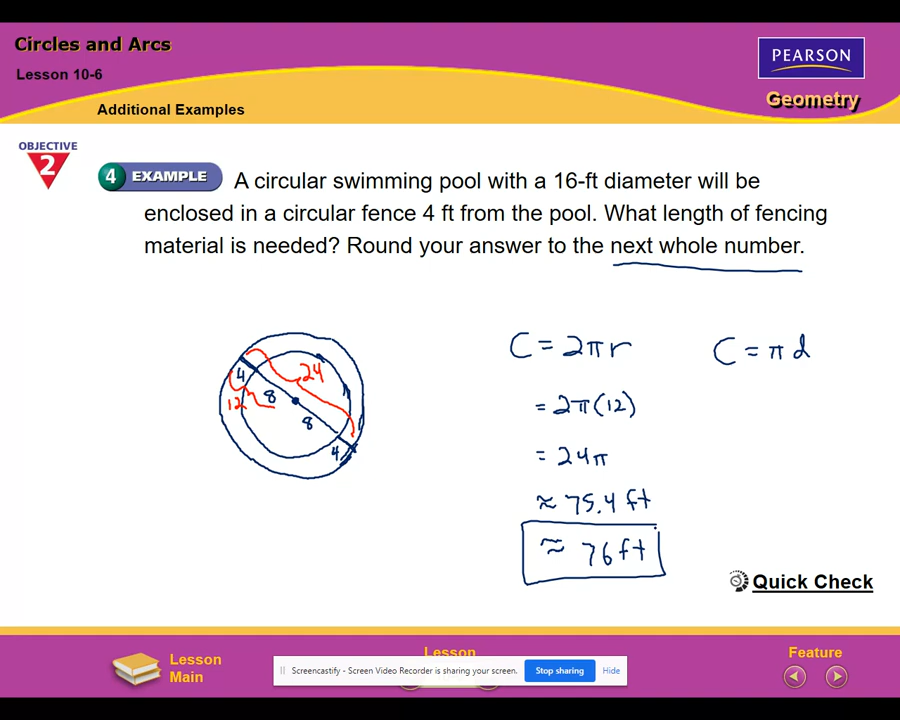 Circles and Arcs
PEARSON
Lesson 10-6
Geometry
Additional Examples
OBJECTIVE
2
4 EXAMPLE A circular swimming pool with a 16-ft diameter will be
enclosed in a circular fence 4 ft from the pool. What length of fencing
material is needed? Round your answer to the next whole number.
24
4
8
12
8
4
C = 2πr
C = πd
= 2π(12)
= 24π
≈ 75.4 ft
≈ 76 ft
Quick Check
Lesson
Main
Lesson
Feature
Screencastify - Screen Video Recorder is sharing your screen.
Stop sharing
Hide